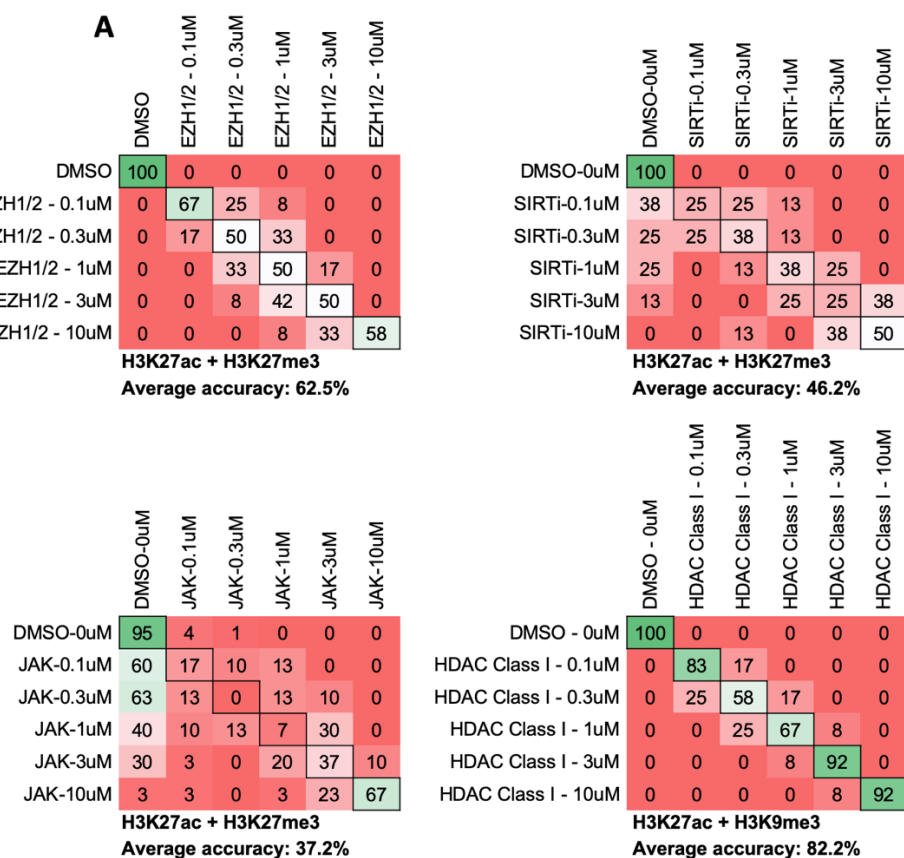 A
DMSO
EZH1/2 - 0.1uM
EZH1/2 - 0.3uM
EZH1/2 - 1uM
EZH1/2 - 3uM
EZH1/2 - 10uM
DMSO 100 0 0 0 0 0
ZH1/2 - 0.1uM 0 67 25 8 0 0
ZH1/2 - 0.3uM 0 17 50 33 0 0
EZH1/2 - 1uM 0 0 33 50 17 0
EZH1/2 - 3uM 0 0 8 42 50 0
ZH1/2 - 10uM 0 0 0 8 33 58
H3K27ac + H3K27me3
Average accuracy: 62.5%
DMSO-0uM
SIRTi-0.1uM
SIRTi-0.3uM
SIRTi-1uM
SIRTi-3uM
SIRTi-10uM
DMSO-0uM 100 0 0 0 0 0
SIRTi-0.1uM 38 25 25 13 0 0
SIRTi-0.3uM 25 25 38 13 0 0
SIRTi-1uM 25 0 13 38 25 0
SIRTi-3uM 13 0 0 25 25 38
SIRTi-10uM 0 0 13 0 38 50
H3K27ac + H3K27me3
Average accuracy: 46.2%
DMSO-0uM
JAK-0.1uM
JAK-0.3uM
JAK-1uM
JAK-3uM
JAK-10uM
DMSO-0uM 95 4 1 0 0 0
JAK-0.1uM 60 17 10 13 0 0
JAK-0.3uM 63 13 0 13 10 0
JAK-1uM 40 10 13 7 30 0
JAK-3uM 30 3 0 20 37 10
JAK-10uM 3 3 0 3 23 67
H3K27ac + H3K27me3
Average accuracy: 37.2%
DMSO - 0uM
HDAC Class I - 0.1uM
HDAC Class I - 0.3uM
HDAC Class I - 1uM
HDAC Class I - 3uM
HDAC Class I - 10uM
DMSO - 0uM 100 0 0 0 0 0
HDAC Class I - 0.1uM 0 83 17 0 0 0
HDAC Class I - 0.3uM 0 25 58 17 0 0
HDAC Class I - 1uM 0 0 25 67 8 0
HDAC Class I - 3uM 0 0 0 8 92 0
HDAC Class I - 10uM 0 0 0 0 8 92
H3K27ac + H3K9me3
Average accuracy: 82.2%